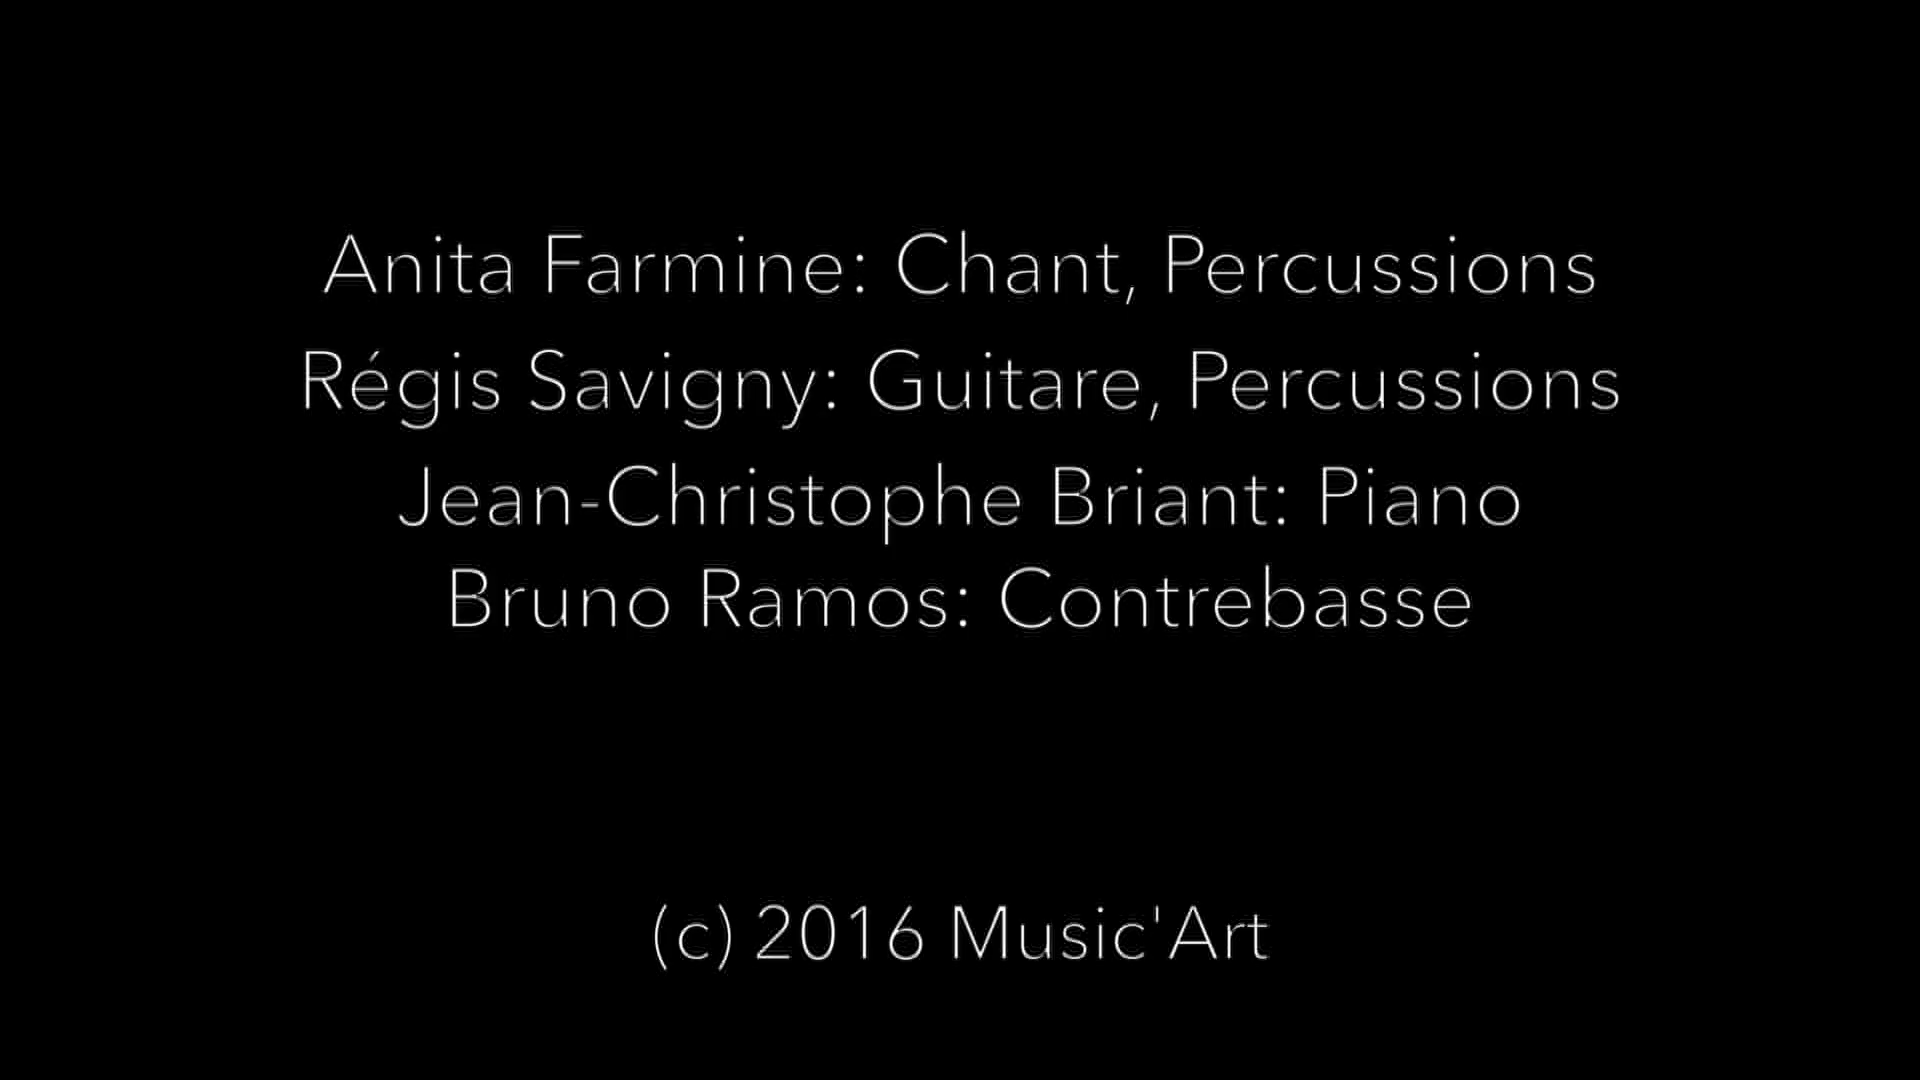 Anita Farmine: Chant, Percussions
Régis Savigny: Guitare, Percussions
Jean-Christophe Briant: Piano
Bruno Ramos: Contrebasse
(c) 2016 Music'Art